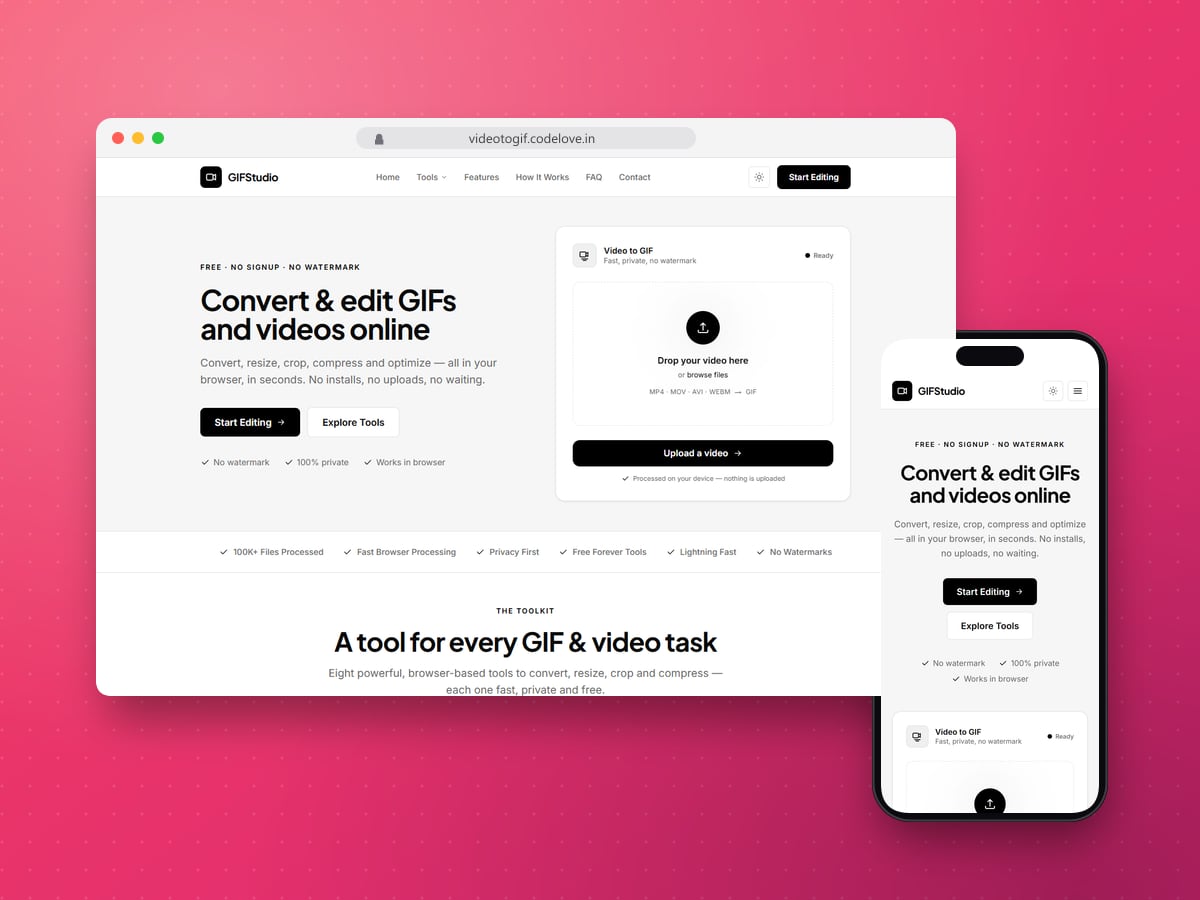 videotogif.codelove.in
GIFStudio
Home Tools Features How It Works FAQ Contact
Start Editing
FREE · NO SIGNUP · NO WATERMARK
Convert & edit GIFs
and videos online
Convert, resize, crop, compress and optimize — all in your
browser, in seconds. No installs, no uploads, no waiting.
Start Editing → Explore Tools
No watermark 100% private Works in browser
Video to GIF
Fast, private, no watermark
Ready
Drop your video here
or browse files
MP4 · MOV · AVI · WEBM → GIF
Upload a video →
Processed on your device — nothing is uploaded
100K+ Files Processed Fast Browser Processing Privacy First Free Forever Tools Lightning Fast No Watermarks
THE TOOLKIT
A tool for every GIF & video task
Eight powerful, browser-based tools to convert, resize, crop and compress —
each one fast, private and free.
GIFStudio
FREE · NO SIGNUP · NO WATERMARK
Convert & edit GIFs
and videos online
Convert, resize, crop, compress and optimize
— all in your browser, in seconds. No installs,
no uploads, no waiting.
Start Editing →
Explore Tools
No watermark 100% private
Works in browser
Video to GIF
Fast, private, no watermark
Ready